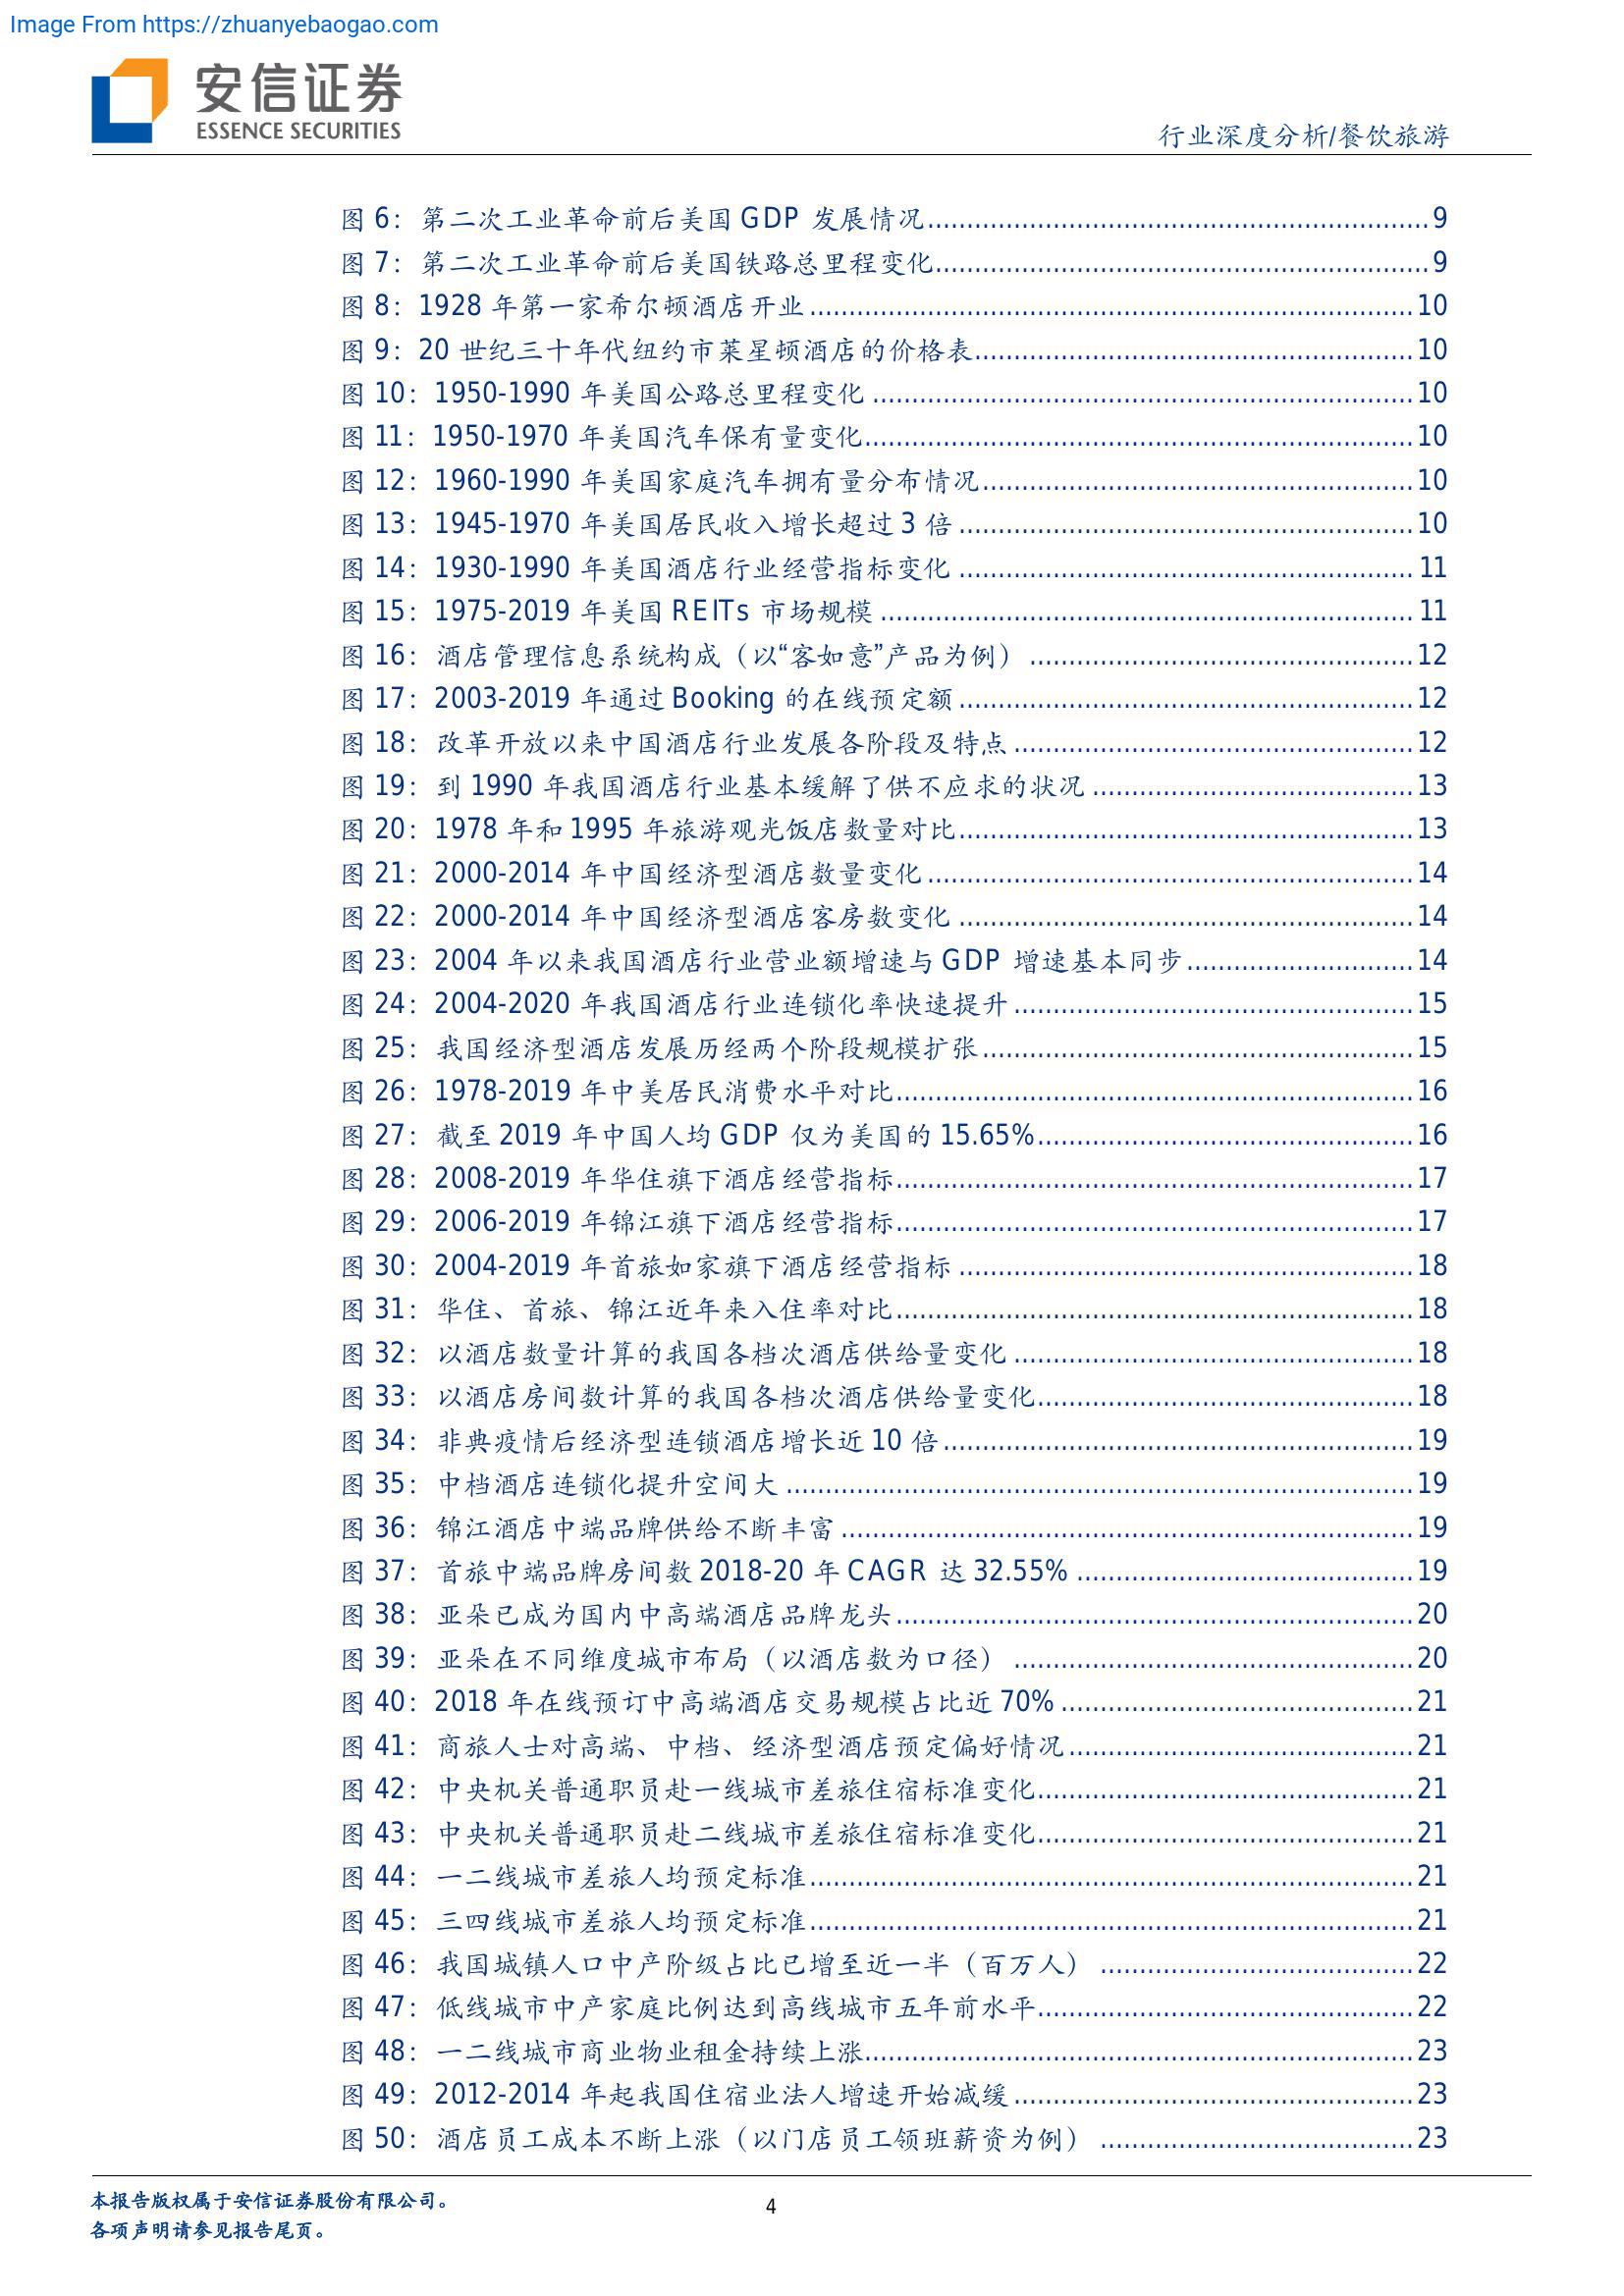 Image From https://zhuanyebaogao.com
安信证券
ESSENCE SECURITIES
行业深度分析/餐饮旅游
图 6：第二次工业革命前后美国 GDP 发展情况................................................................9
图 7：第二次工业革命前后美国铁路总里程变化...............................................................9
图 8：1928 年第一家希尔顿酒店开业.............................................................................10
图 9：20 世纪三十年代纽约市莱星顿酒店的价格表........................................................10
图 10：1950-1990 年美国公路总里程变化.....................................................................10
图 11：1950-1970 年美国汽车保有量变化......................................................................10
图 12：1960-1990 年美国家庭汽车拥有量分布情况.......................................................10
图 13：1945-1970 年美国居民收入增长超过 3 倍..........................................................10
图 14：1930-1990 年美国酒店行业经营指标变化..........................................................11
图 15：1975-2019 年美国 REITs 市场规模....................................................................11
图 16：酒店管理信息系统构成（以“客如意”产品为例）.................................................12
图 17：2003-2019 年通过 Booking 的在线预定额..........................................................12
图 18：改革开放以来中国酒店行业发展各阶段及特点...................................................12
图 19：到 1990 年我国酒店行业基本缓解了供不应求的状况.........................................13
图 20：1978 年和 1995 年旅游观光饭店数量对比..........................................................13
图 21：2000-2014 年中国经济型酒店数量变化..............................................................14
图 22：2000-2014 年中国经济型酒店客房数变化..........................................................14
图 23：2004 年以来我国酒店行业营业额增速与 GDP 增速基本同步.............................14
图 24：2004-2020 年我国酒店行业连锁化率快速提升...................................................15
图 25：我国经济型酒店发展历经两个阶段规模扩张.......................................................15
图 26：1978-2019 年中美居民消费水平对比..................................................................16
图 27：截至 2019 年中国人均 GDP 仅为美国的 15.65%................................................16
图 28：2008-2019 年华住旗下酒店经营指标..................................................................17
图 29：2006-2019 年锦江旗下酒店经营指标..................................................................17
图 30：2004-2019 年首旅如家旗下酒店经营指标..........................................................18
图 31：华住、首旅、锦江近年来入住率对比..................................................................18
图 32：以酒店数量计算的我国各档次酒店供给量变化...................................................18
图 33：以酒店房间数计算的我国各档次酒店供给量变化................................................18
图 34：非典疫情后经济型连锁酒店增长近 10 倍............................................................19
图 35：中档酒店连锁化提升空间大................................................................................19
图 36：锦江酒店中端品牌供给不断丰富.........................................................................19
图 37：首旅中端品牌房间数 2018-20 年 CAGR 达 32.55%...........................................19
图 38：亚朵已成为国内中高端酒店品牌龙头..................................................................20
图 39：亚朵在不同维度城市布局（以酒店数为口径）...................................................20
图 40：2018 年在线预订中高端酒店交易规模占比近 70%.............................................21
图 41：商旅人士对高端、中档、经济型酒店预定偏好情况............................................21
图 42：中央机关普通职员赴一线城市差旅住宿标准变化................................................21
图 43：中央机关普通职员赴二线城市差旅住宿标准变化................................................21
图 44：一二线城市差旅人均预定标准.............................................................................21
图 45：三四线城市差旅人均预定标准.............................................................................21
图 46：我国城镇人口中产阶级占比已增至近一半（百万人）........................................22
图 47：低线城市中产家庭比例达到高线城市五年前水平................................................22
图 48：一二线城市商业物业租金持续上涨......................................................................23
图 49：2012-2014 年起我国住宿业法人增速开始减缓...................................................23
图 50：酒店员工成本不断上涨（以门店员工领班薪资为例）........................................23
本报告版权属于安信证券股份有限公司。
4
各项声明请参见报告尾页。